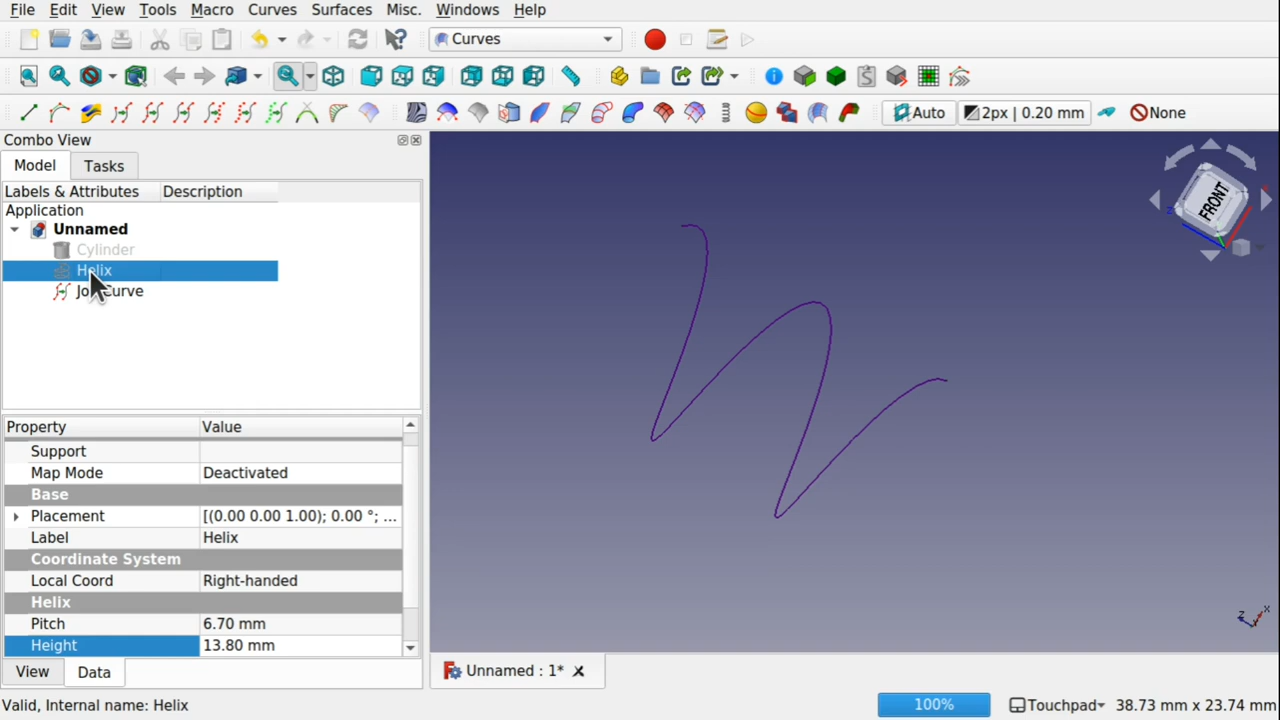 File Edit View Tools Macro Curves Surfaces Misc. Windows Help
Curves
Auto 2px | 0.20 mm None
Combo View
Model Tasks
Labels & Attributes Description
Application
Unnamed
Cylinder
Helix
Curve
Property Value
Support
Map Mode Deactivated
Base
Placement [(0.00 0.00 1.00); 0.00 °; ...
Label Helix
Coordinate System
Local Coord Right-handed
Helix
Pitch 6.70 mm
Height 13.80 mm
View Data
FRONT
Z X
Unnamed : 1*
Valid, Internal name: Helix 100% Touchpad 38.73 mm x 23.74 mm